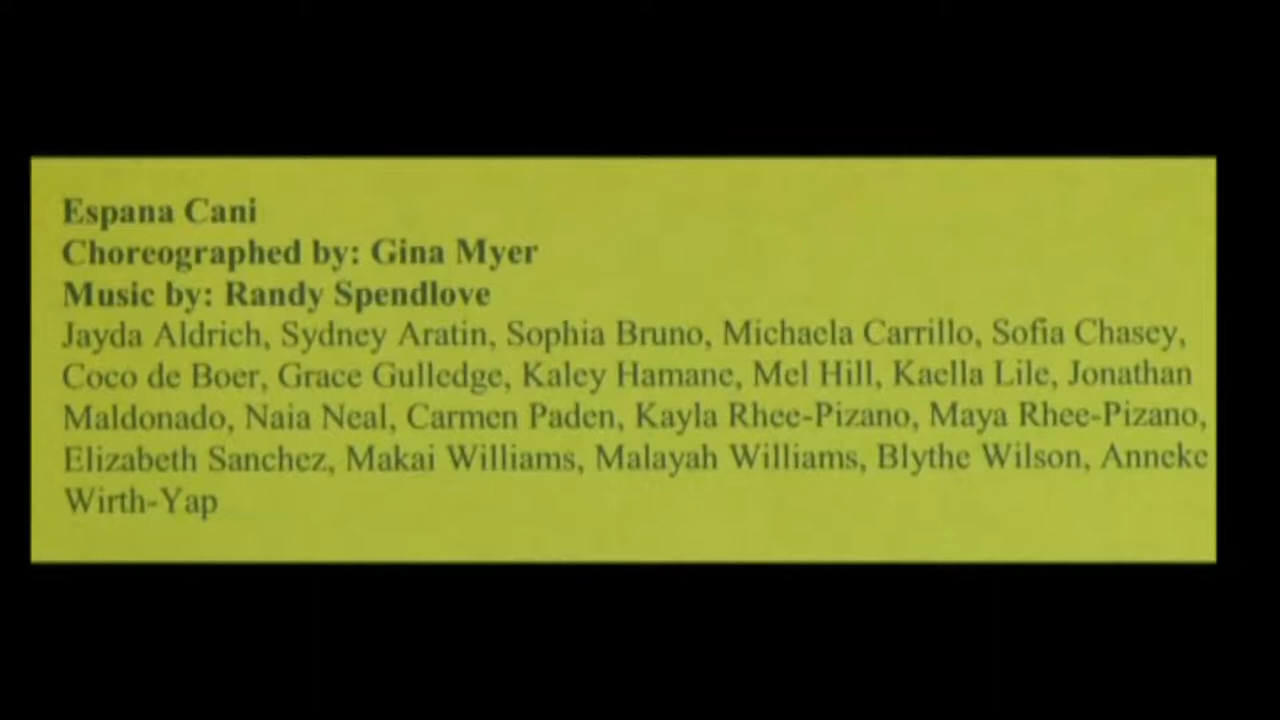 Espana Cani
Choreographed by: Gina Myer
Music by: Randy Spendlove
Jayda Aldrich, Sydney Aratin, Sophia Bruno, Michaela Carrillo, Sofia Chasey,
Coco de Boer, Grace Gulledge, Kaley Hamane, Mel Hill, Kaella Lile, Jonathan
Maldonado, Naia Neal, Carmen Paden, Kayla Rhee-Pizano, Maya Rhee-Pizano,
Elizabeth Sanchez, Makai Williams, Malayah Williams, Blythe Wilson, Anneke
Wirth-Yap